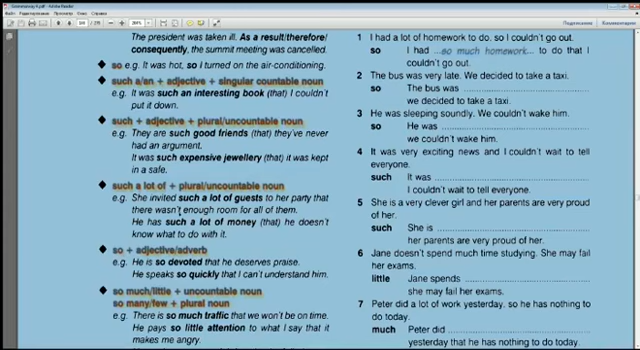 The president was taken ill. As a result/therefore/
consequently, the summit meeting was cancelled.
so e.g. It was hot, so I turned on the air-conditioning.
such a/an + adjective + singular countable noun
e.g. It was such an interesting book (that) I couldn't
put it down.
such + adjective + plural/uncountable noun
e.g. They are such good friends (that) they've never
had an argument.
It was such expensive jewellery (that) it was kept
in a safe.
such a lot of + plural/uncountable noun
e.g. She invited such a lot of guests to her party that
there wasn't enough room for all of them.
He has such a lot of money (that) he doesn't
know what to do with it.
so + adjective/adverb
e.g. He is so devoted that he deserves praise.
He speaks so quickly that I can't understand him.
so much/little + uncountable noun
so many/few + plural noun
e.g. There is so much traffic that we won't be on time.
He pays so little attention to what I say that it
makes me angry.
1 I had a lot of homework to do, so I couldn't go out.
so I had ...so much homework... to do that I
couldn't go out.
2 The bus was very late. We decided to take a taxi.
so The bus was
we decided to take a taxi.
3 He was sleeping soundly. We couldn't wake him.
so He was
we couldn't wake him.
4 It was very exciting news and I couldn't wait to tell
everyone.
such It was
I couldn't wait to tell everyone.
5 She is a very clever girl and her parents are very proud
of her.
such She is
her parents are very proud of her.
6 Jane doesn't spend much time studying. She may fail
her exams.
little Jane spends
she may fail her exams.
7 Peter did a lot of work yesterday, so he has nothing to
do today.
much Peter did
yesterday that he has nothing to do today.